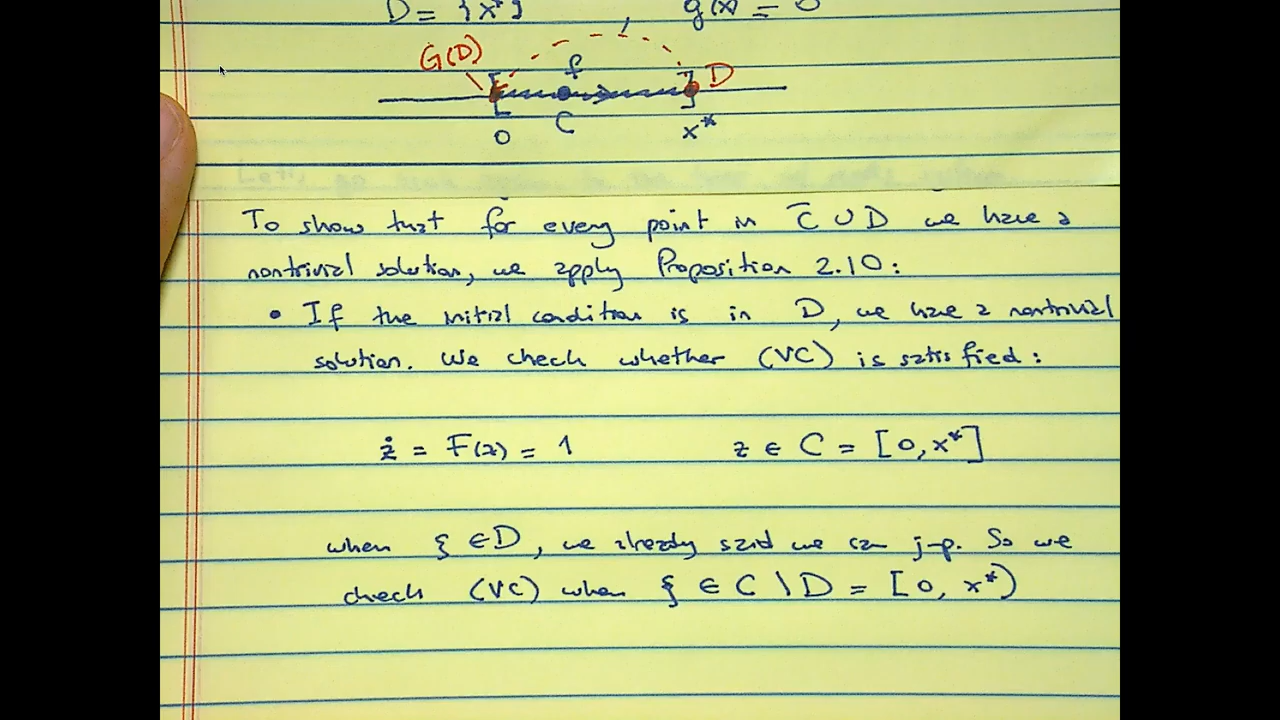 D = {x*} , g(x) = 0
G(D) f D
0 C x*
To show that for every point in C̄ ∪ D we have a
nontrivial solution, we apply Proposition 2.10:
• If the initial condition is in D, we have a nontrivial
solution. We check whether (VC) is satisfied:
ż = F(z) = 1 z ∈ C = [0, x*]
when ξ ∈ D, we already said we can jump. So we
check (VC) when ξ ∈ C \ D = [0, x*)